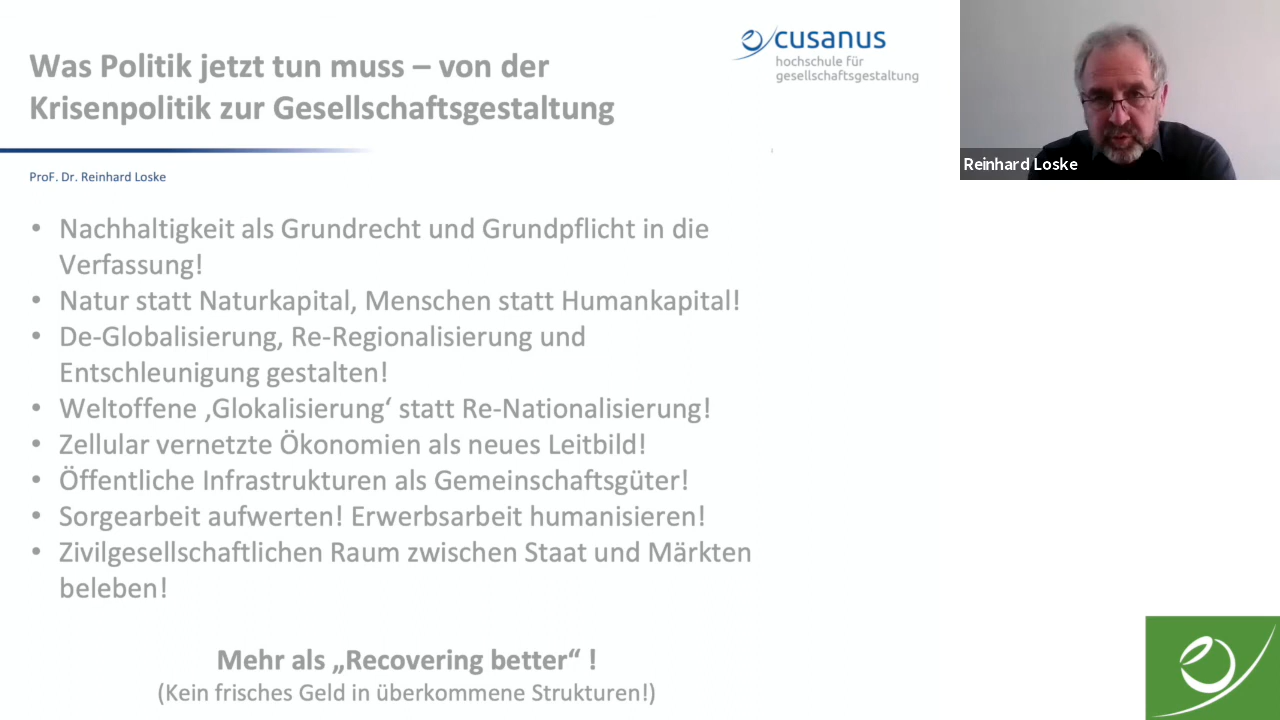 Was Politik jetzt tun muss – von der
Krisenpolitik zur Gesellschaftsgestaltung
cusanus
hochschule für
gesellschaftsgestaltung
ProF. Dr. Reinhard Loske
• Nachhaltigkeit als Grundrecht und Grundpflicht in die
Verfassung!
• Natur statt Naturkapital, Menschen statt Humankapital!
• De-Globalisierung, Re-Regionalisierung und
Entschleunigung gestalten!
• Weltoffene ‚Glokalisierung‘ statt Re-Nationalisierung!
• Zellular vernetzte Ökonomien als neues Leitbild!
• Öffentliche Infrastrukturen als Gemeinschaftsgüter!
• Sorgearbeit aufwerten! Erwerbsarbeit humanisieren!
• Zivilgesellschaftlichen Raum zwischen Staat und Märkten
beleben!
Mehr als „Recovering better“ !
(Kein frisches Geld in überkommene Strukturen!)
Reinhard Loske